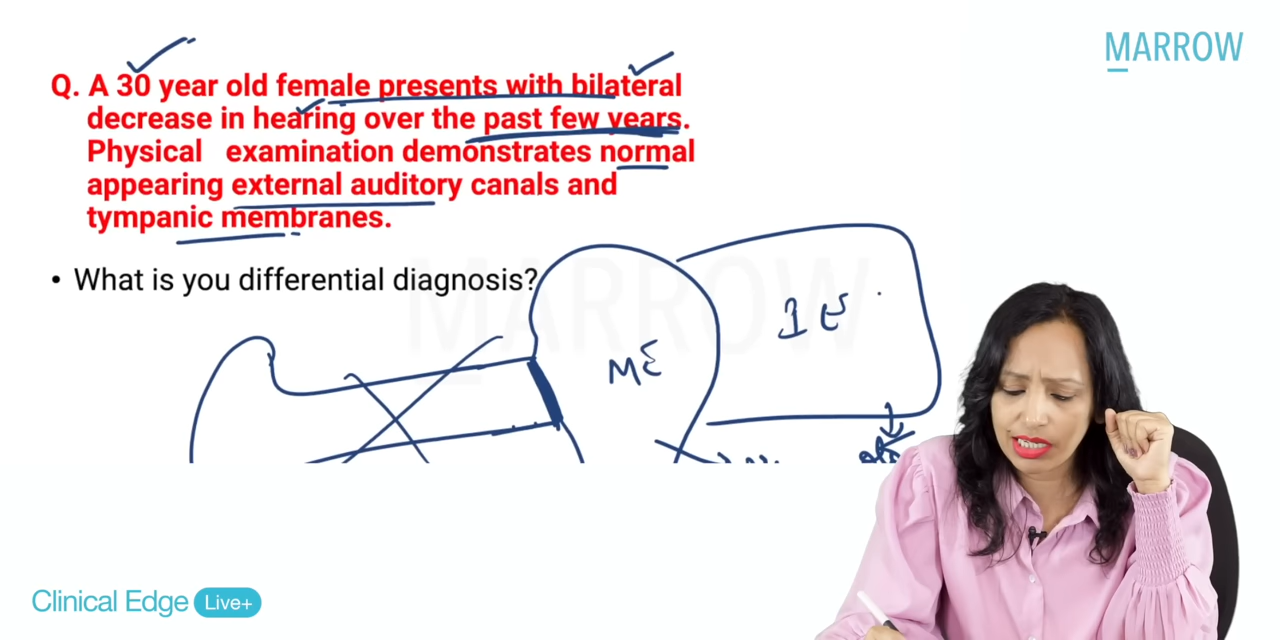 MARROW
Q. A 30 year old female presents with bilateral
decrease in hearing over the past few years.
Physical examination demonstrates normal
appearing external auditory canals and
tympanic membranes.
• What is you differential diagnosis?
MARROW
IE
ME
Clinical Edge Live+